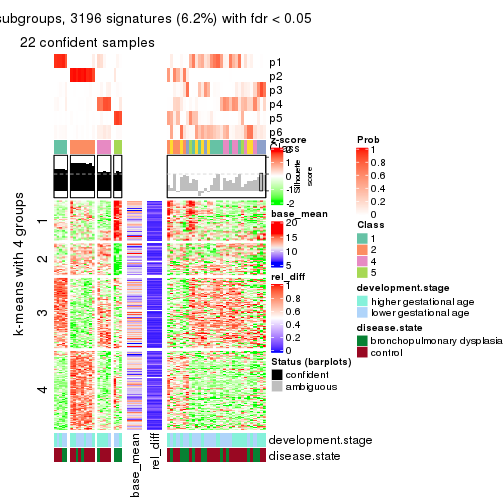 subgroups, 3196 signatures (6.2%) with fdr < 0.05
22 confident samples
p1
p2
p3
p4
p5
p6
Class
z-score
2
0
-2
Silhouette
score
1
2
3
4
k-means with 4 groups
base_mean
20
15
10
5
rel_diff
1
0.8
0.6
0.4
0.2
0
Status (barplots)
confident
ambiguous
Prob
1
0.8
0.6
0.4
0.2
0
Class
1
2
4
5
development.stage
higher gestational age
lower gestational age
disease.state
bronchopulmonary dysplasia
control
development.stage
disease.state
base_mean
rel_diff